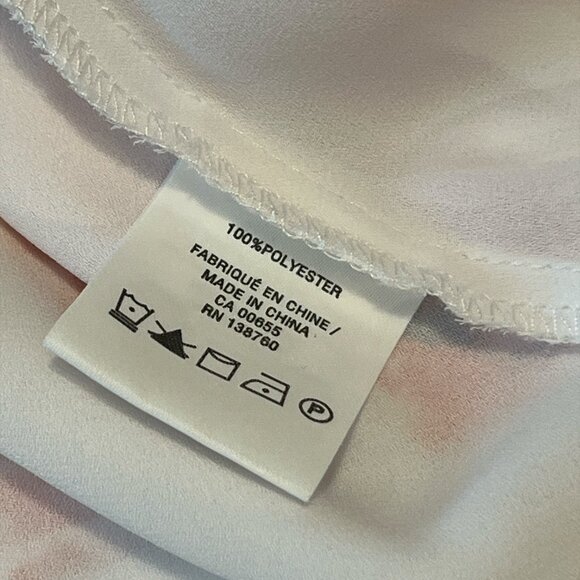 100%POLYESTER
FABRIQUÉ EN CHINE /
MADE IN CHINA
CA 00655
RN 138760
P